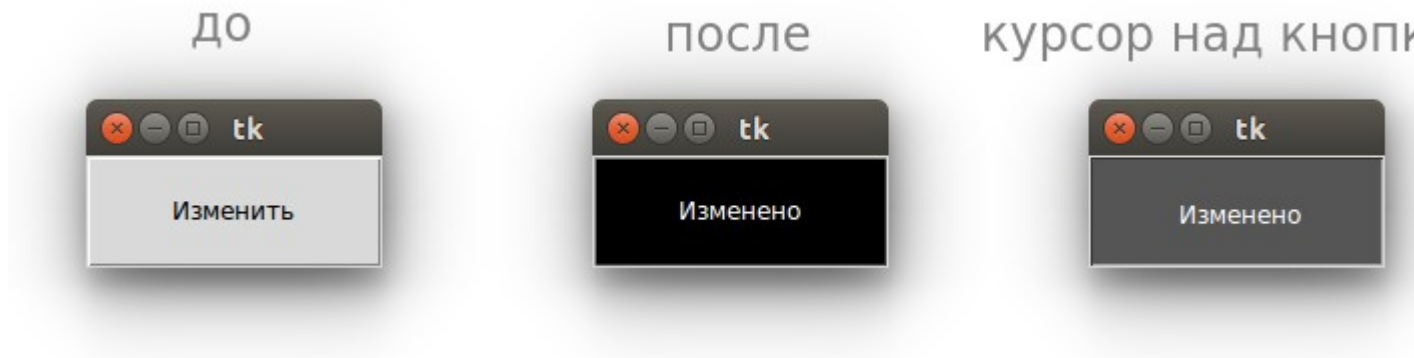 до
после
курсор над кнопк
tk
tk
tk
Изменить
Изменено
Изменено